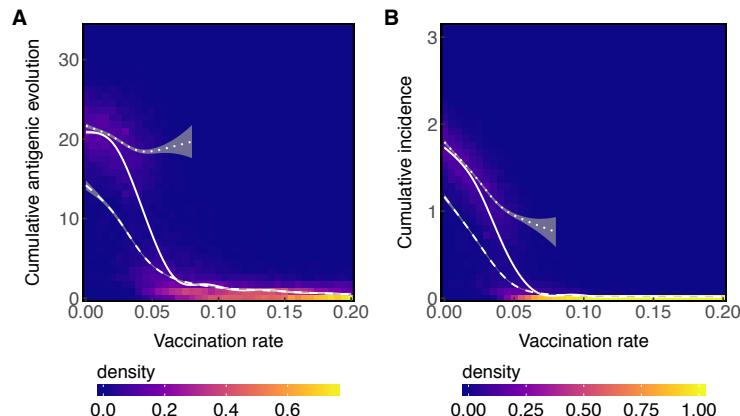 A
Cumulative antigenic evolution
30
20
10
0
0.00 0.05 0.10 0.15 0.20
Vaccination rate
density
0.0 0.2 0.4 0.6
B
Cumulative incidence
3
2
1
0
0.00 0.05 0.10 0.15 0.20
Vaccination rate
density
0.00 0.25 0.50 0.75 1.00